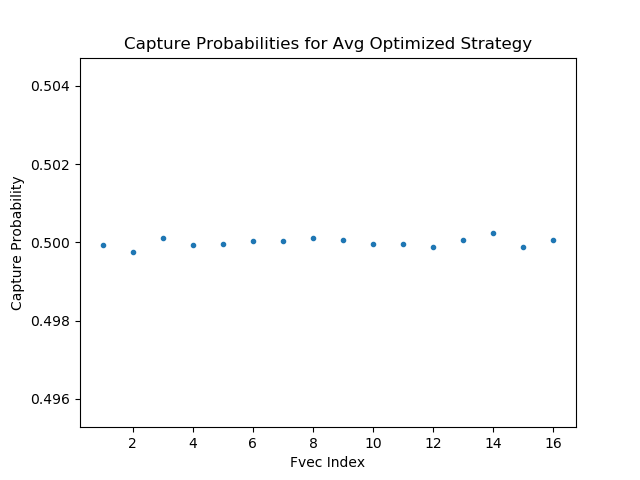 Capture Probabilities for Avg Optimized Strategy
0.504
0.502
0.500
0.498
0.496
Capture Probability
2 4 6 8 10 12 14 16
Fvec Index